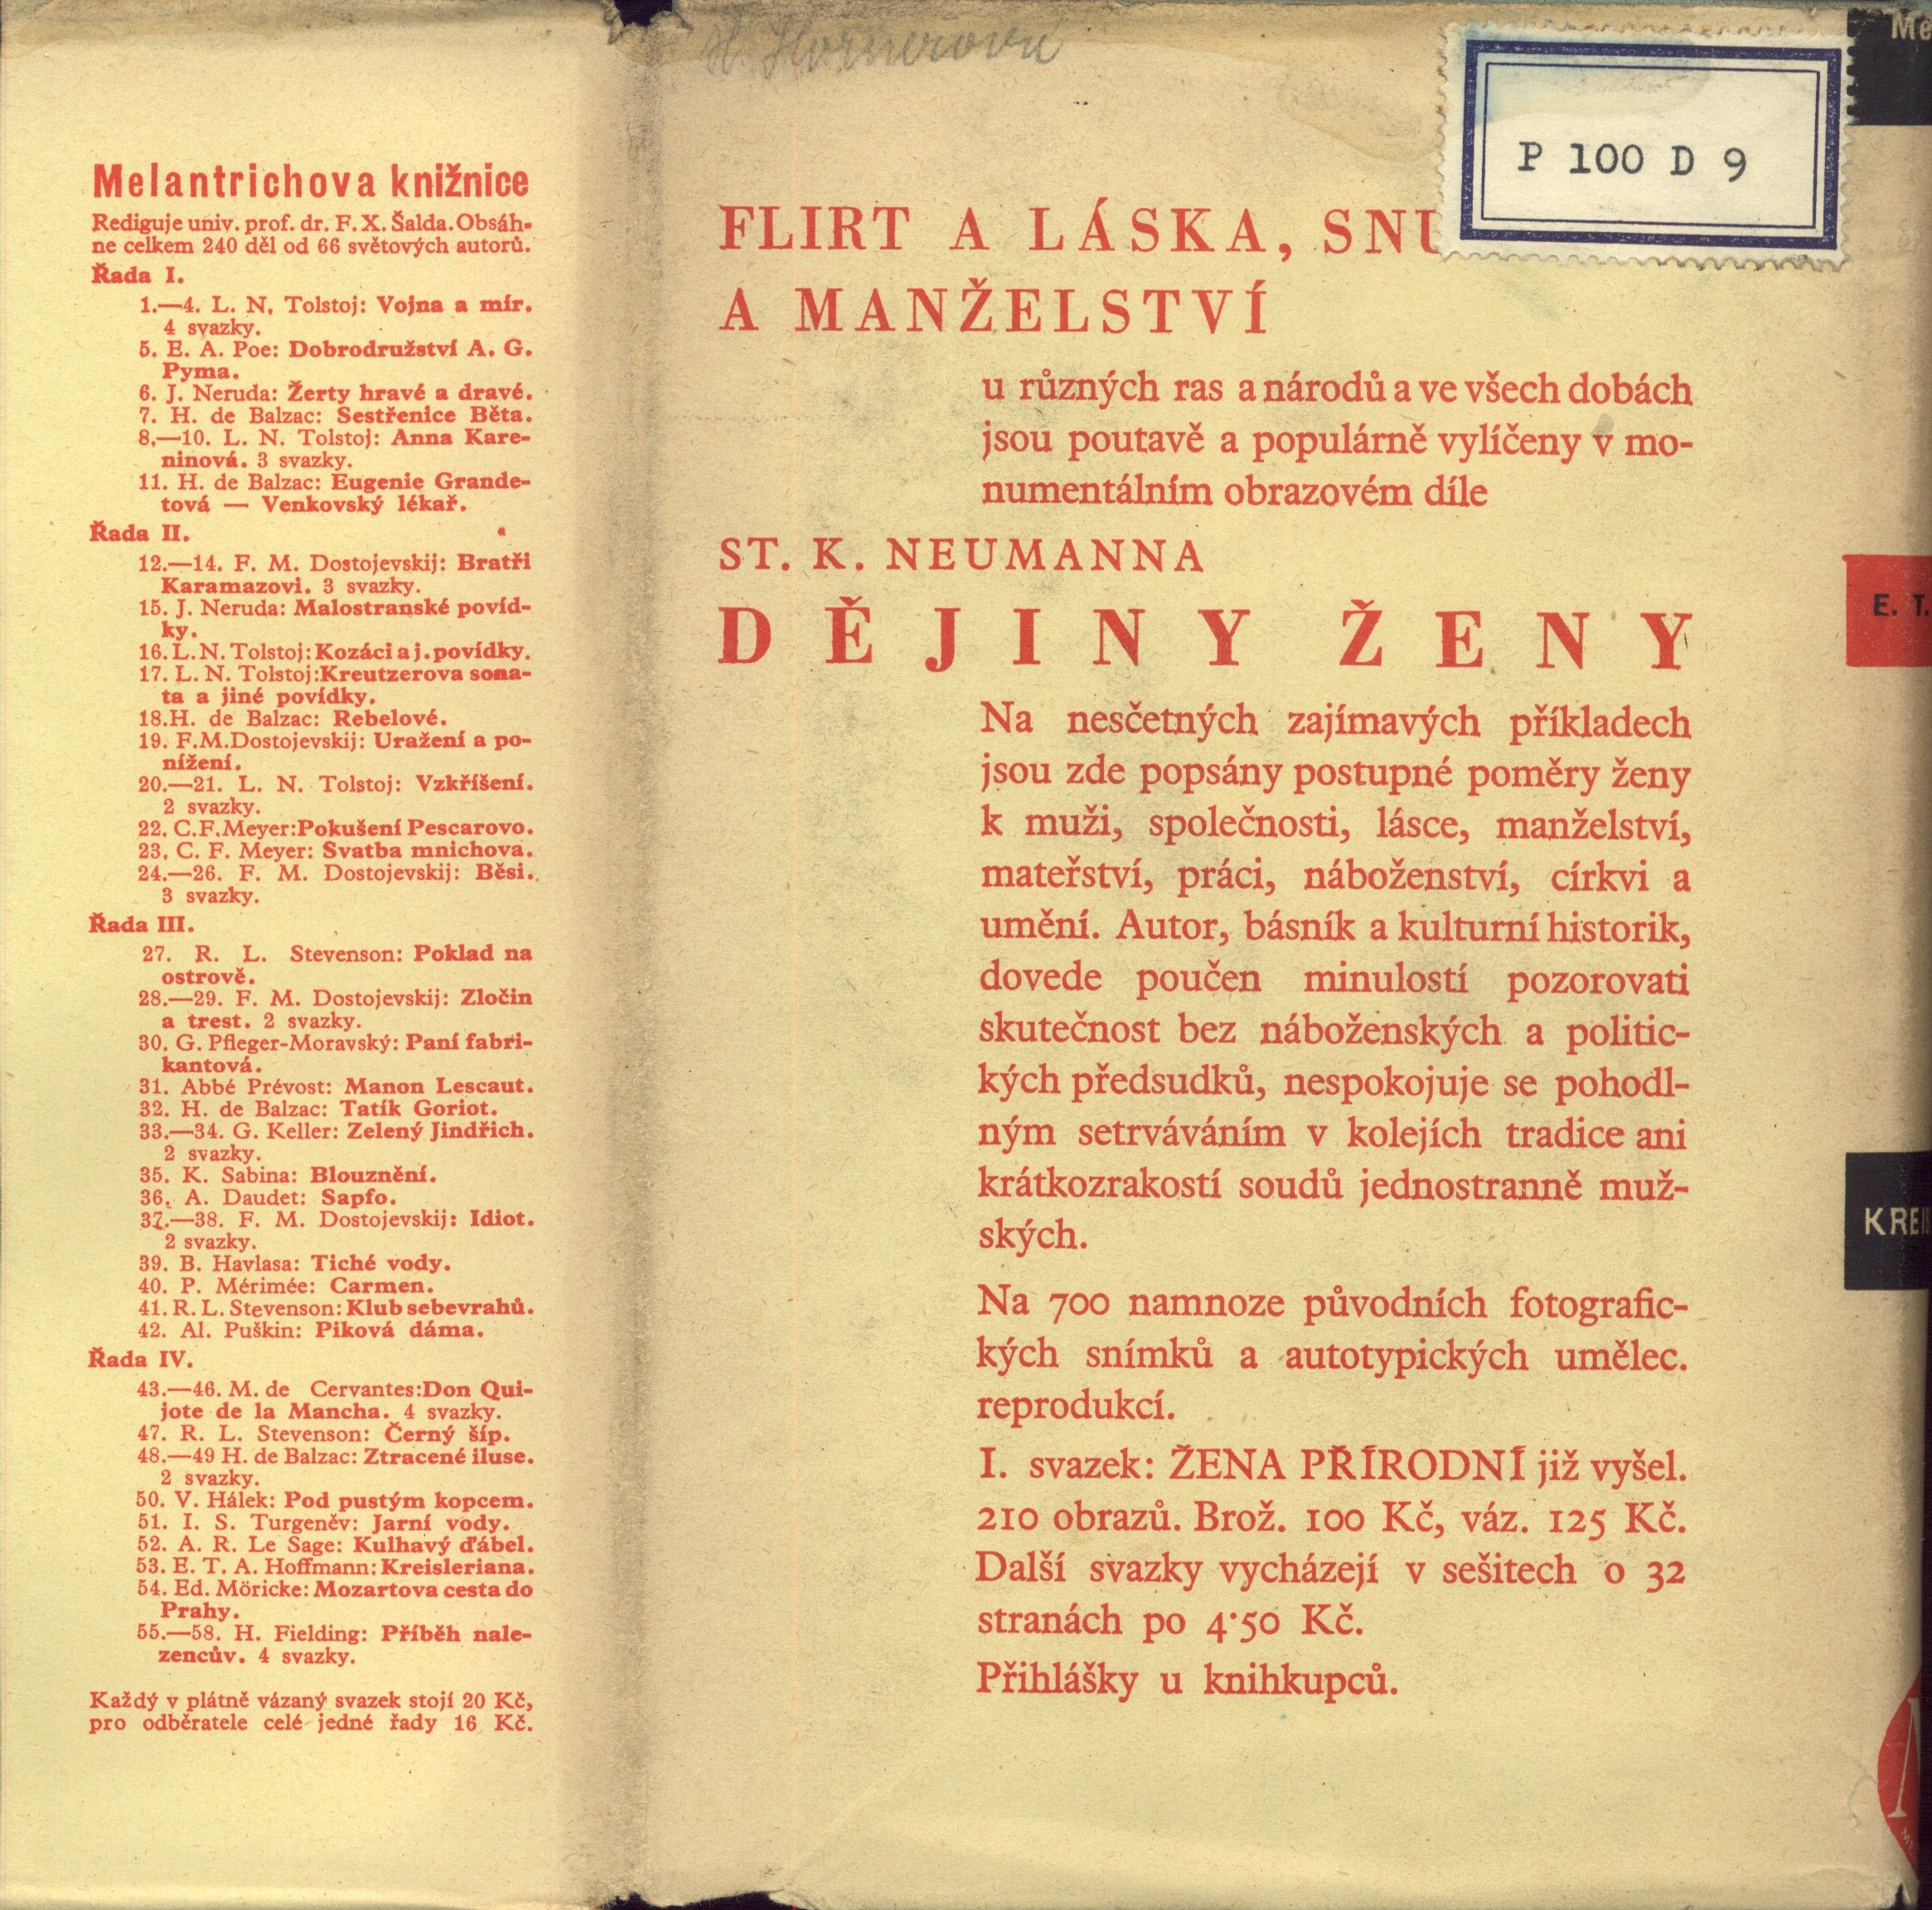 Melantrichova knižnice
Rediguje univ. prof. dr. F. X. Šalda. Obsáh-
ne celkem 240 děl od 66 světových autorů.
Řada I.
1.—4. L. N. Tolstoj: Vojna a mír.
4 svazky.
5. E. A. Poe: Dobrodružství A. G.
Pyma.
6. J. Neruda: Žerty hravé a dravé.
7. H. de Balzac: Sestřenice Běta.
8.—10. L. N. Tolstoj: Anna Kare-
ninová. 3 svazky.
11. H. de Balzac: Eugenie Grande-
tová — Venkovský lékař.
Řada II.
12.—14. F. M. Dostojevskij: Bratři
Karamazovi. 3 svazky.
15. J. Neruda: Malostranské povíd-
ky.
16. L. N. Tolstoj: Kozáci a j. povídky.
17. L. N. Tolstoj: Kreutzerova sona-
ta a jiné povídky.
18. H. de Balzac: Rebelové.
19. F. M. Dostojevskij: Uražení a po-
nížení.
20.—21. L. N. Tolstoj: Vzkříšení.
2 svazky.
22. C. F. Meyer: Pokušení Pescarovo.
23. C. F. Meyer: Svatba mnichova.
24.—26. F. M. Dostojevskij: Běsi.
3 svazky.
Řada III.
27. R. L. Stevenson: Poklad na
ostrově.
28.—29. F. M. Dostojevskij: Zločin
a trest. 2 svazky.
30. G. Pfleger-Moravský: Paní fabri-
kantová.
31. Abbé Prévost: Manon Lescaut.
32. H. de Balzac: Tatík Goriot.
33.—34. G. Keller: Zelený Jindřich.
2 svazky.
35. K. Sabina: Blouznění.
36. A. Daudet: Sapfo.
37.—38. F. M. Dostojevskij: Idiot.
2 svazky.
39. B. Havlasa: Tiché vody.
40. P. Mérimée: Carmen.
41. R. L. Stevenson: Klub sebevrahů.
42. Al. Puškin: Piková dáma.
Řada IV.
43.—46. M. de Cervantes: Don Qui-
jote de la Mancha. 4 svazky.
47. R. L. Stevenson: Černý šíp.
48.—49 H. de Balzac: Ztracené iluse.
2 svazky.
50. V. Hálek: Pod pustým kopcem.
51. I. S. Turgeněv: Jarní vody.
52. A. R. Le Sage: Kulhavý ďábel.
53. E. T. A. Hoffmann: Kreisleriana.
54. Ed. Möricke: Mozartova cesta do
Prahy.
55.—58. H. Fielding: Příběh nale-
zencův. 4 svazky.
Každý v plátně vázaný svazek stojí 20 Kč,
pro odběratele celé jedné řady 16 Kč.
H. Hornerová
P 100 D 9
FLIRT A LÁSKA, SNU
A MANŽELSTVÍ
u různých ras a národů a ve všech dobách
jsou poutavě a populárně vylíčeny v mo-
numentálním obrazovém díle
ST. K. NEUMANNA
DĚJINY ŽENY
Na nesčetných zajímavých příkladech
jsou zde popsány postupné poměry ženy
k muži, společnosti, lásce, manželství,
mateřství, práci, náboženství, církvi a
umění. Autor, básník a kulturní historik,
dovede poučen minulostí pozorovati
skutečnost bez náboženských a politic-
kých předsudků, nespokojuje se pohodl-
ným setrváváním v kolejích tradice ani
krátkozrakostí soudů jednostranně muž-
ských.
Na 700 namnoze původních fotografic-
kých snímků a autotypických umělec.
reprodukcí.
I. svazek: ŽENA PŘÍRODNÍ již vyšel.
210 obrazů. Brož. 100 Kč, váz. 125 Kč.
Další svazky vycházejí v sešitech o 32
stranách po 4·50 Kč.
Přihlášky u knihkupců.
Me
E. T.
KREI